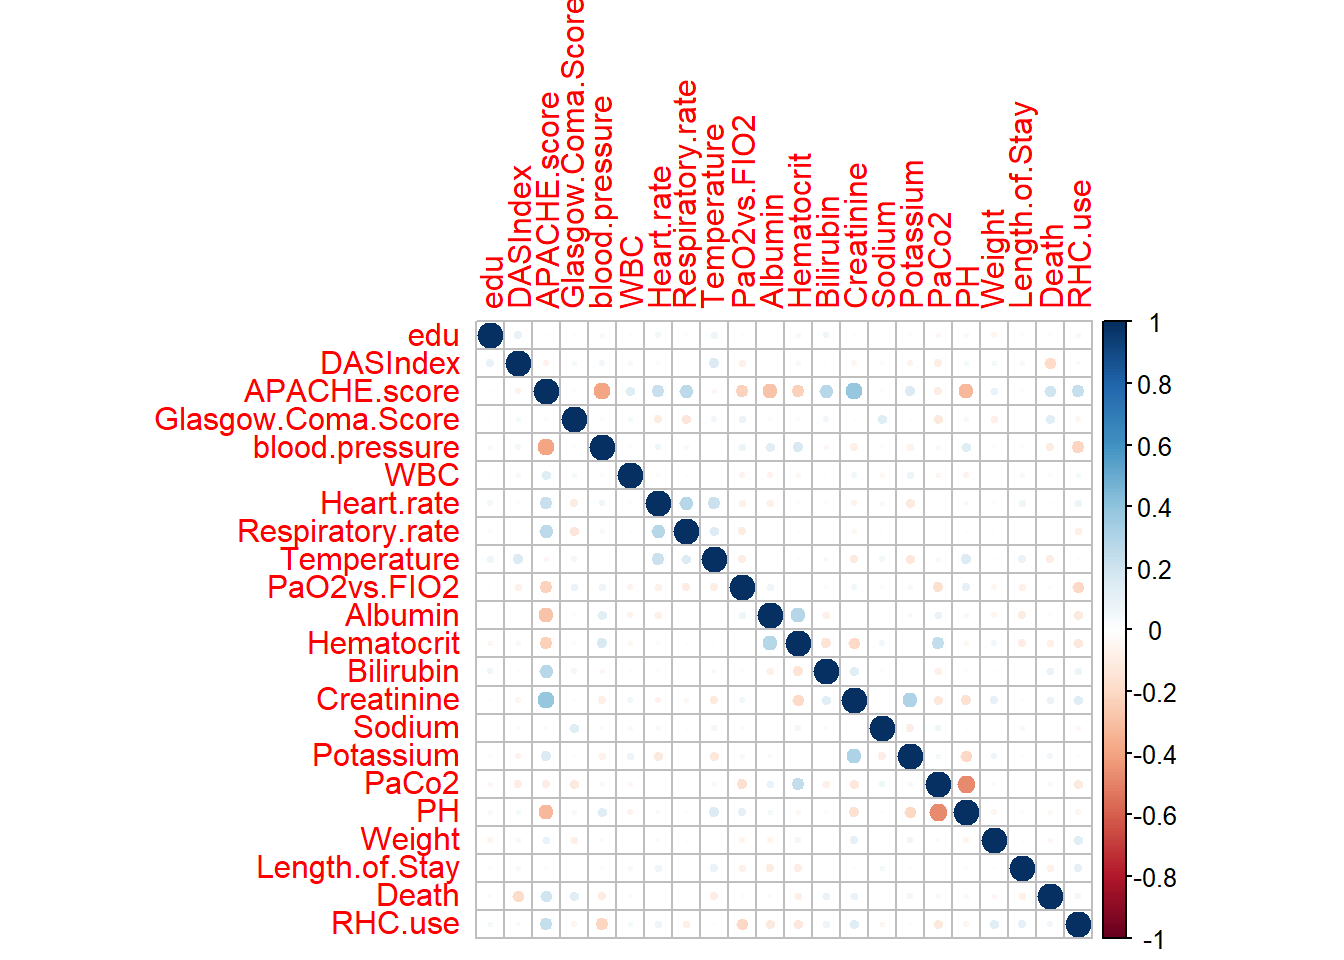 edu
DASIndex
APACHE.score
Glasgow.Coma.Score
blood.pressure
WBC
Heart.rate
Respiratory.rate
Temperature
PaO2vs.FIO2
Albumin
Hematocrit
Bilirubin
Creatinine
Sodium
Potassium
PaCo2
PH
Weight
Length.of.Stay
Death
RHC.use
edu
DASIndex
APACHE.score
Glasgow.Coma.Score
blood.pressure
WBC
Heart.rate
Respiratory.rate
Temperature
PaO2vs.FIO2
Albumin
Hematocrit
Bilirubin
Creatinine
Sodium
Potassium
PaCo2
PH
Weight
Length.of.Stay
Death
RHC.use
1
0.8
0.6
0.4
0.2
0
-0.2
-0.4
-0.6
-0.8
-1